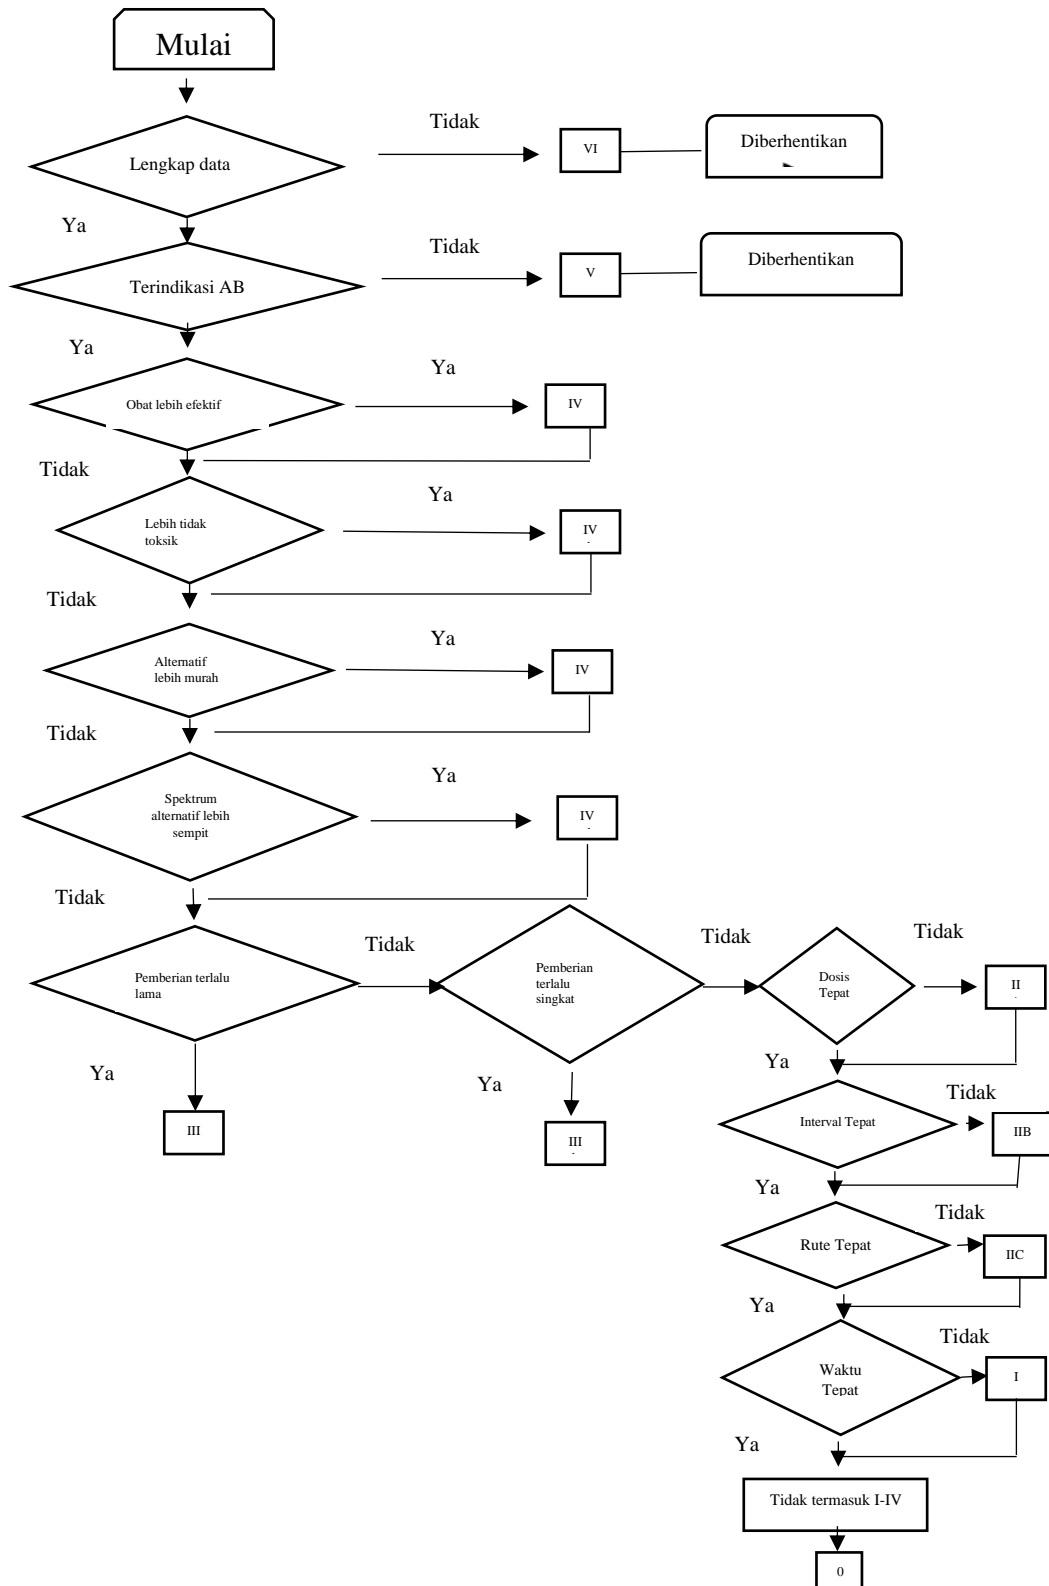 Mulai
Tidak
Lengkap data
VI
Diberhentikan
Ya
Tidak
Terindikasi AB
V
Diberhentikan
Ya
Ya
Obat lebih efektif
IV
Tidak
Ya
Lebih tidak
toksik
IV
Tidak
Ya
Alternatif
lebih murah
IV
Tidak
Ya
Spektrum
alternatif lebih
sempit
IV
Tidak
Tidak
Tidak
Tidak
Pemberian terlalu
lama
Pemberian
terlalu
singkat
Dosis
Tepat
II
Ya
Ya
Ya
III
III
Tidak
Interval Tepat
IIB
Ya
Tidak
Rute Tepat
IIC
Ya
Tidak
Waktu
Tepat
I
Ya
Tidak termasuk I-IV
0